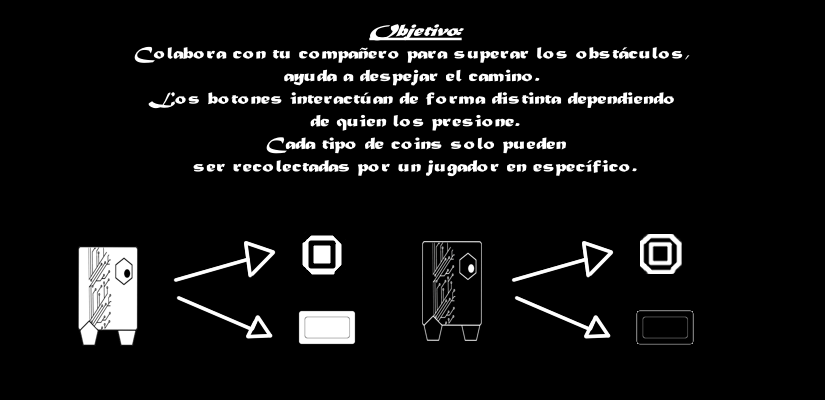 Objetivo:
Colabora con tu compañero para superar los obstáculos,
ayuda a despejar el camino.
Los botones interactúan de forma distinta dependiendo
de quien los presione.
Cada tipo de coins solo pueden
ser recolectadas por un jugador en específico.